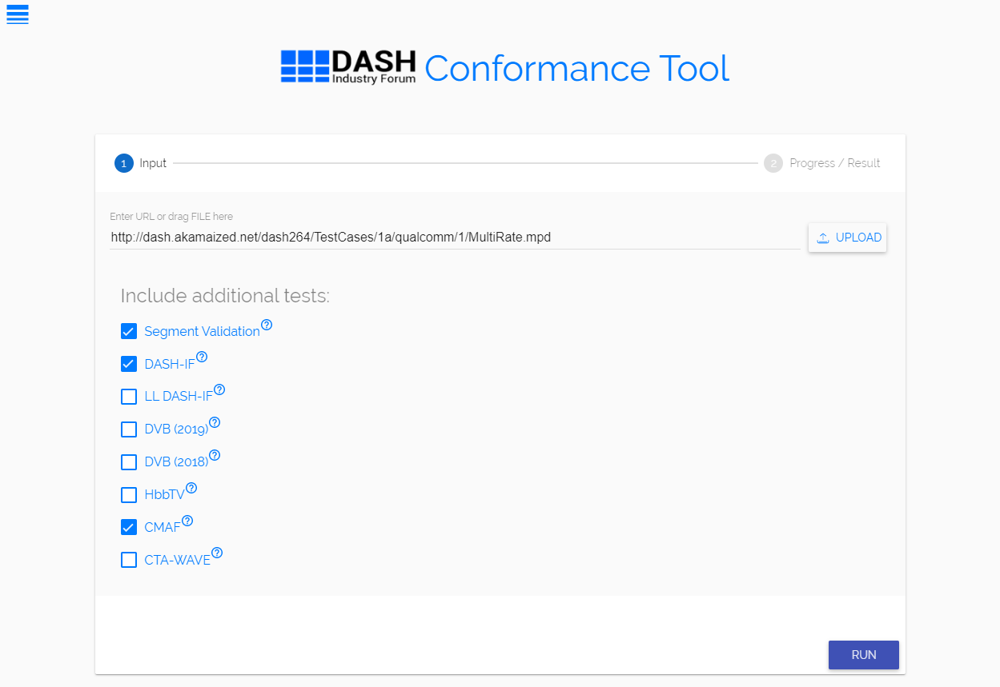 DASH
Industry Forum
Conformance Tool
1 Input
2 Progress / Result
Enter URL or drag FILE here
http://dash.akamaized.net/dash264/TestCases/1a/qualcomm/1/MultiRate.mpd
UPLOAD
Include additional tests:
Segment Validation ?
DASH-IF ?
LL DASH-IF ?
DVB (2019) ?
DVB (2018) ?
HbbTV ?
CMAF ?
CTA-WAVE ?
RUN